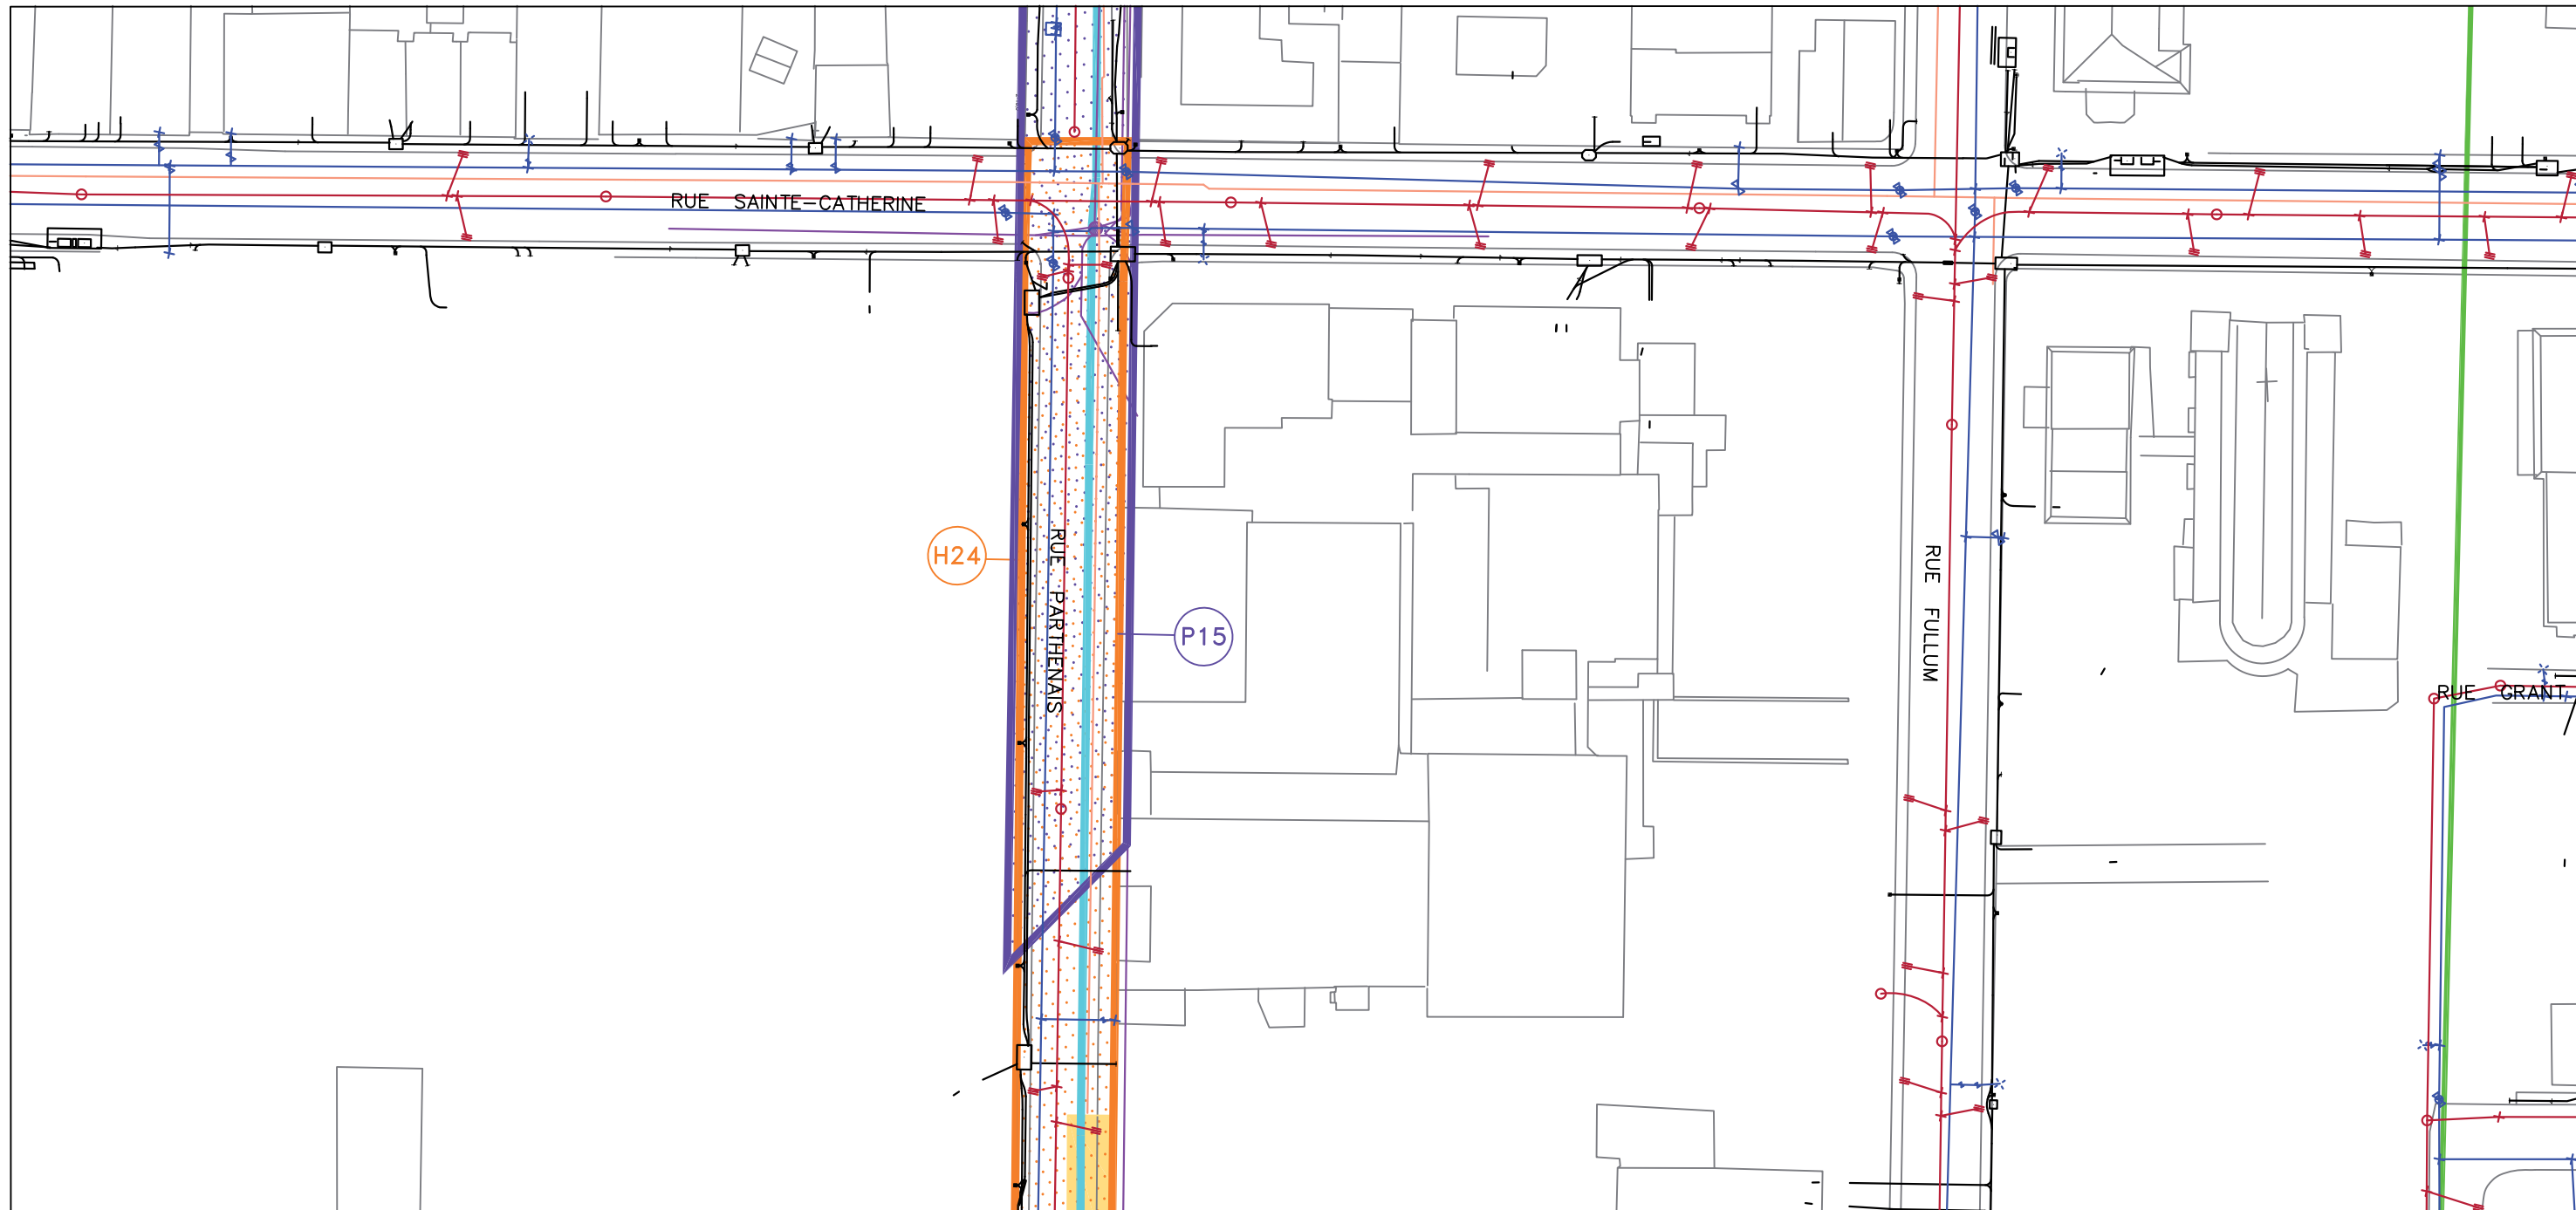 RUE SAINTE-CATHERINE
H24
RUE PARTHENAIS
P15
RUE FULLUM
RUE GRANT